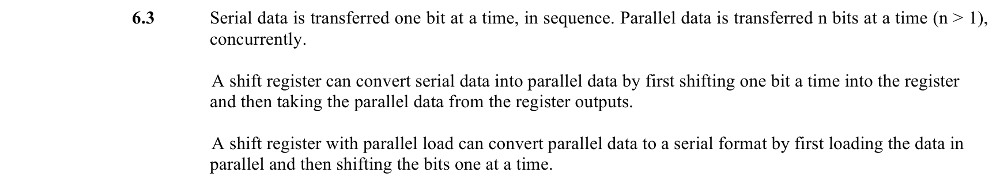 6.3 Serial data is transferred one bit at a time, in sequence. Parallel data is transferred n bits at a time (n > 1),
concurrently.
A shift register can convert serial data into parallel data by first shifting one bit a time into the register
and then taking the parallel data from the register outputs.
A shift register with parallel load can convert parallel data to a serial format by first loading the data in
parallel and then shifting the bits one at a time.